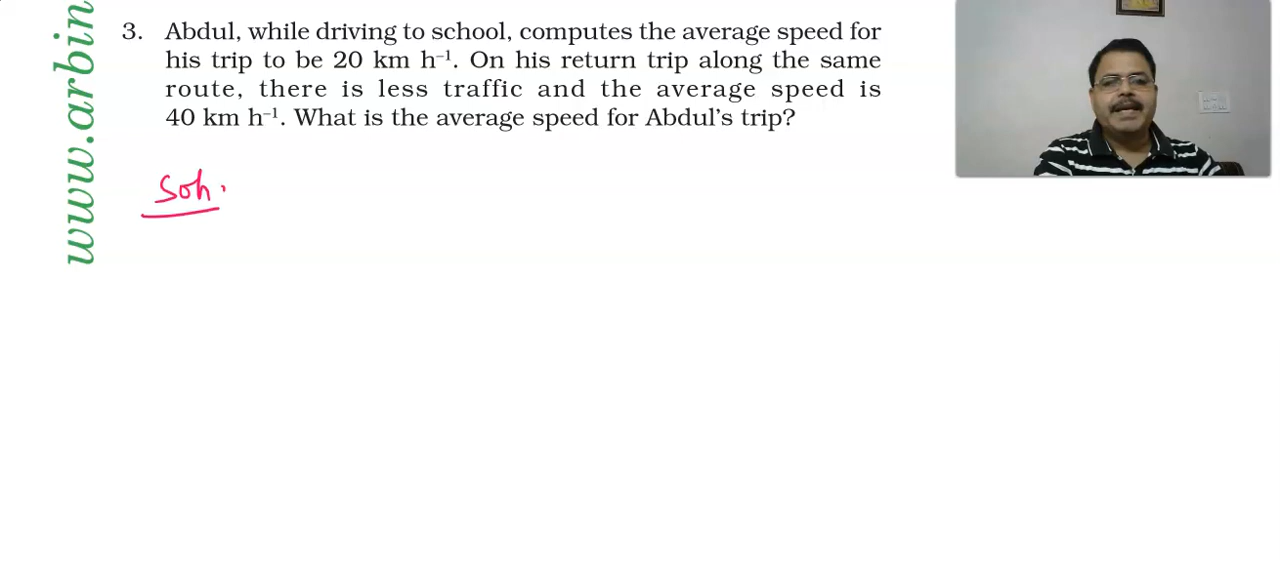 www.arbin
3. Abdul, while driving to school, computes the average speed for
his trip to be 20 km h⁻¹. On his return trip along the same
route, there is less traffic and the average speed is
40 km h⁻¹. What is the average speed for Abdul's trip?
Soln.